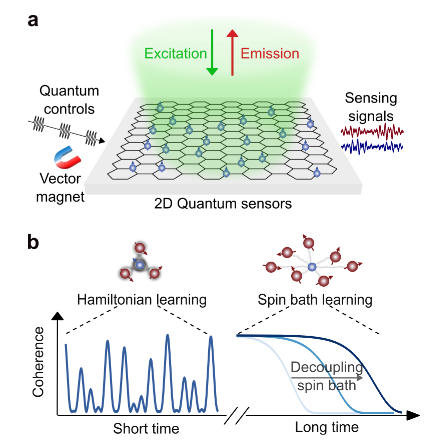 a
Excitation
Emission
Quantum
controls
Vector
magnet
Sensing
signals
2D Quantum sensors
b
Hamiltonian learning
Spin bath learning
Coherence
Decoupling
spin bath
Short time
Long time